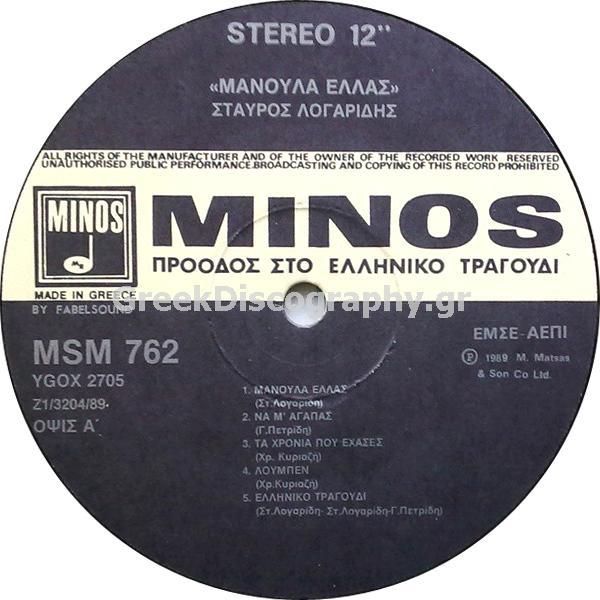 STEREO 12"
«ΜΑΝΟΥΛΑ ΕΛΛΑΣ»
ΣΤΑΥΡΟΣ ΛΟΓΑΡΙΔΗΣ
ALL RIGHTS OF THE MANUFACTURER AND OF THE OWNER OF THE RECORDED WORK RESERVED
UNAUTHORISED PUBLIC PERFORMANCE.BROADCASTING AND COPYING OF THIS RECORD PROHIBITED
MINOS
MINOS
ΠΡΟΟΔΟΣ ΣΤΟ ΕΛΛΗΝΙΚΟ ΤΡΑΓΟΥΔΙ
MADE IN GREECE
GreekDiscography.gr
BY FABELSOUND
MSM 762
ΕΜΣΕ-ΑΕΠΙ
YGOX 2705
Ⓟ 1989 M. Matsas
& Son Co Ltd.
Z1/3204/89
ΟΨΙΣ Α΄
1. ΜΑΝΟΥΛΑ ΕΛΛΑΣ
(Στ.Λογαρίδη)
2. ΝΑ Μ' ΑΓΑΠΑΣ
(Γ.Πετρίδη)
3. ΤΑ ΧΡΟΝΙΑ ΠΟΥ ΕΧΑΣΕΣ
(Χρ. Κυριαζή)
4. ΛΟΥΜΠΕΝ
(Χρ.Κυριαζή)
5. ΕΛΛΗΝΙΚΟ ΤΡΑΓΟΥΔΙ
(Στ.Λογαρίδη- Στ.Λογαρίδη-Γ.Πετρίδη)